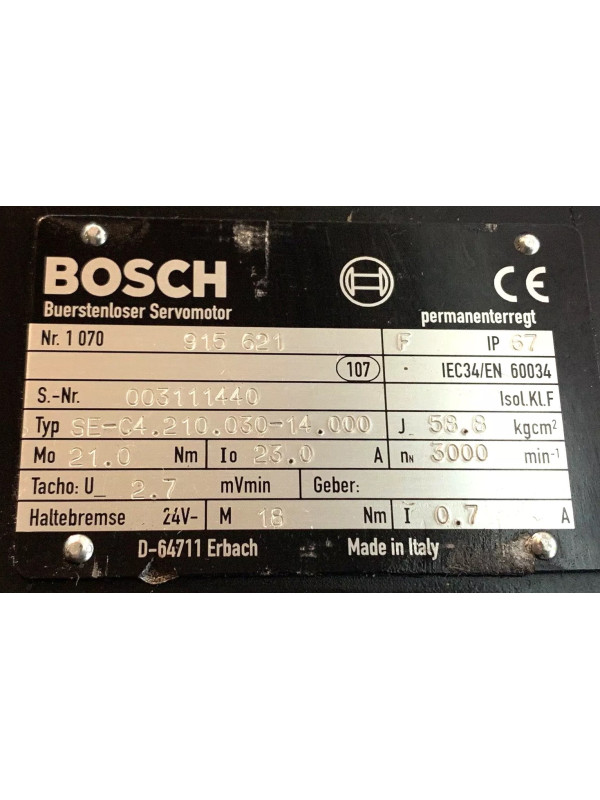 BOSCH
CE
Buerstenloser Servomotor permanenterregt
Nr. 1 070 915 621 F IP 67
107 IEC34/EN 60034
S.-Nr. 003111440 Isol.Kl.F
Typ SE-C4.210.030-14.000 J 58.8 kgcm²
Mo 21.0 Nm Io 23.0 A nN 3000 min-1
Tacho: U_ 2.7 mVmin Geber:
Haltebremse 24V- M 18 Nm I 0.7 A
D-64711 Erbach Made in Italy